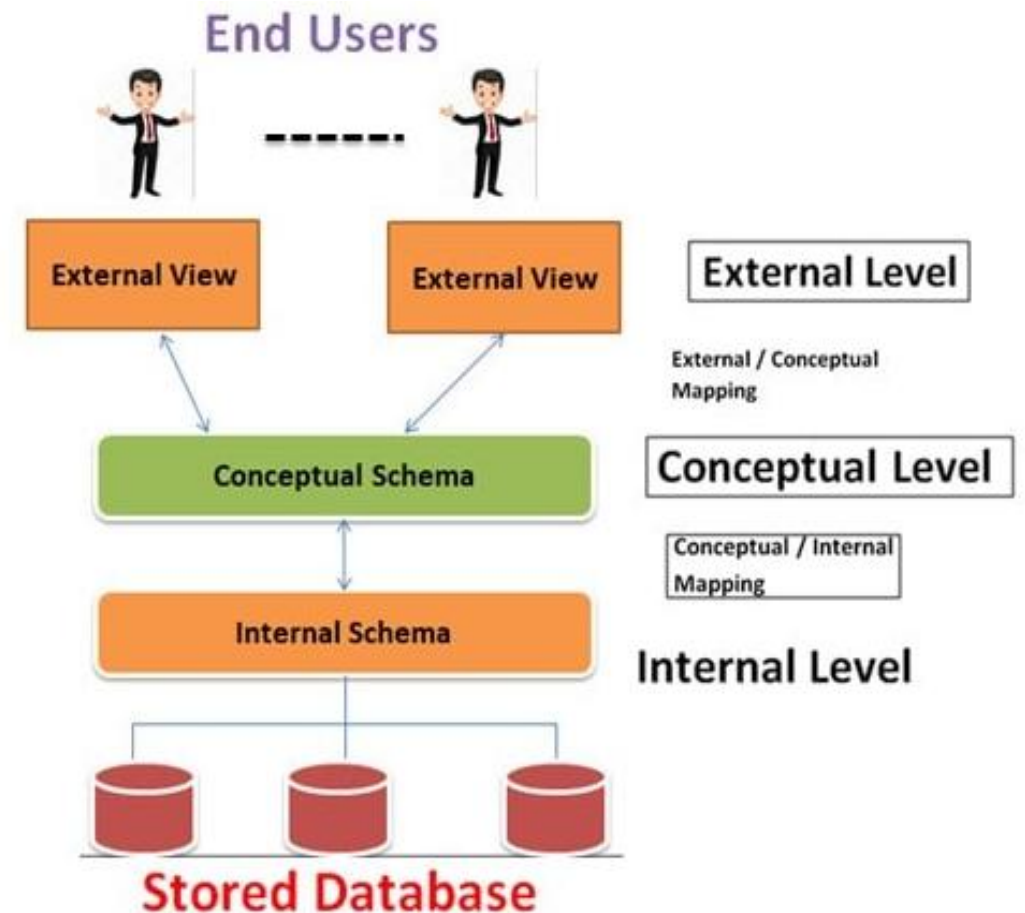 End Users
External View
External View
External Level
External / Conceptual
Mapping
Conceptual Schema
Conceptual Level
Conceptual / Internal
Mapping
Internal Schema
Internal Level
Stored Database